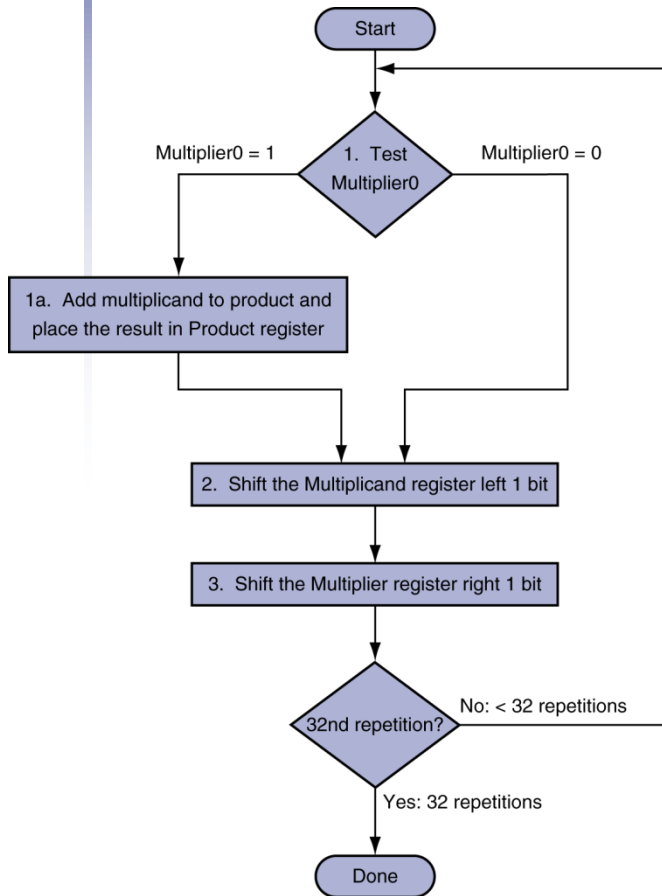 Start
Multiplier0 = 1
1. Test
Multiplier0
Multiplier0 = 0
1a. Add multiplicand to product and
place the result in Product register
2. Shift the Multiplicand register left 1 bit
3. Shift the Multiplier register right 1 bit
32nd repetition?
No: < 32 repetitions
Yes: 32 repetitions
Done